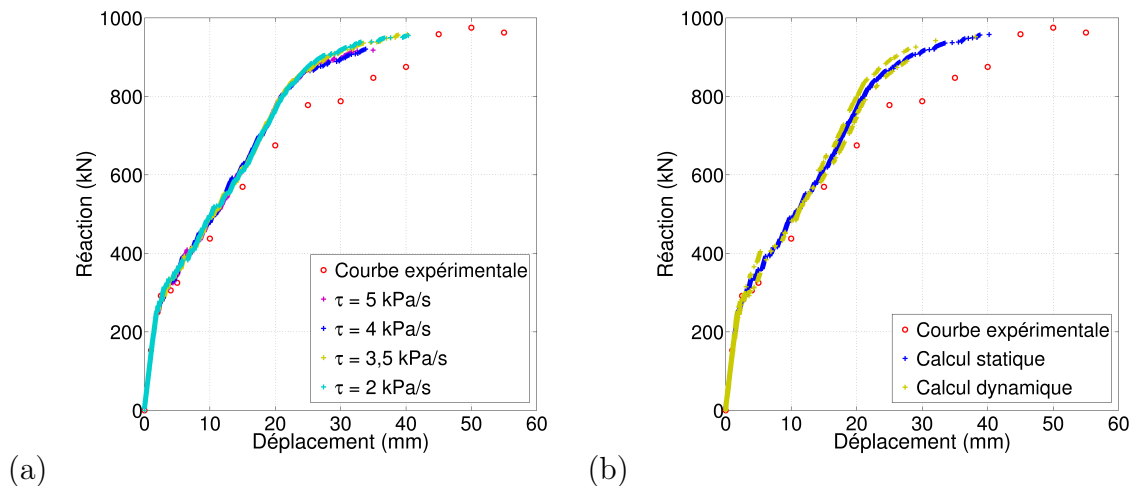 1000
800
600
400
200
0
Réaction (kN)
0 10 20 30 40 50 60
Déplacement (mm)
Courbe expérimentale
τ = 5 kPa/s
τ = 4 kPa/s
τ = 3,5 kPa/s
τ = 2 kPa/s
(a)
1000
800
600
400
200
0
Réaction (kN)
0 10 20 30 40 50 60
Déplacement (mm)
Courbe expérimentale
Calcul statique
Calcul dynamique
(b)